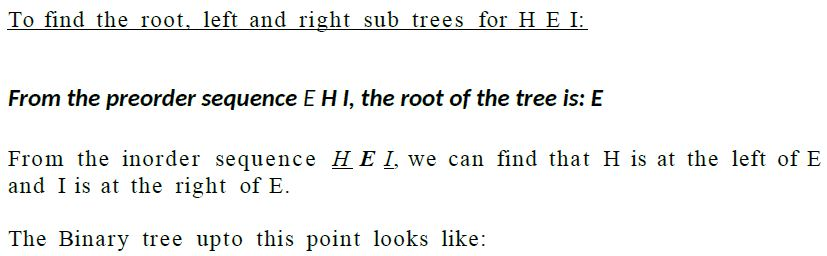 To find the root, left and right sub trees for H E I:
From the preorder sequence E H I, the root of the tree is: E
From the inorder sequence H E I, we can find that H is at the left of E
and I is at the right of E.
The Binary tree upto this point looks like: